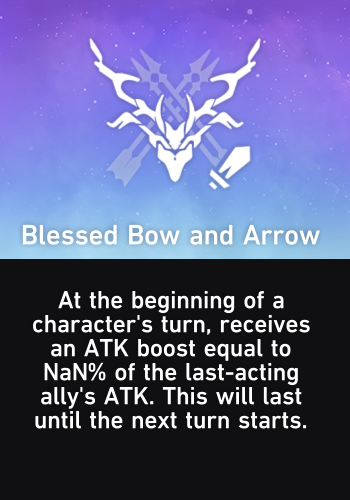 Blessed Bow and Arrow
At the beginning of a
character's turn, receives
an ATK boost equal to
NaN% of the last-acting
ally's ATK. This will last
until the next turn starts.